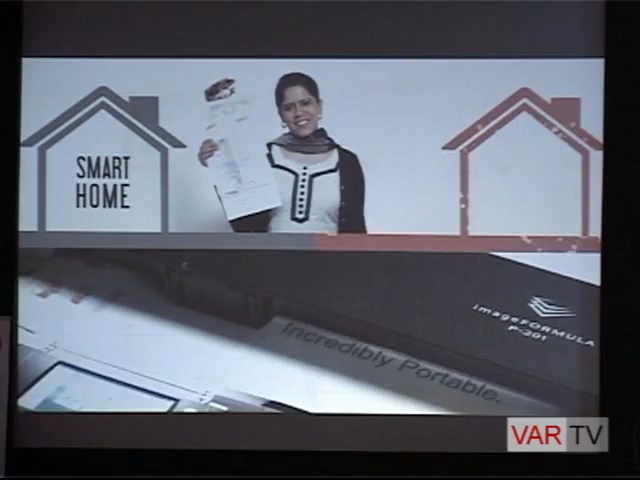 SMART
HOME
imageFORMULA
P-201
Incredibly Portable.
VAR TV